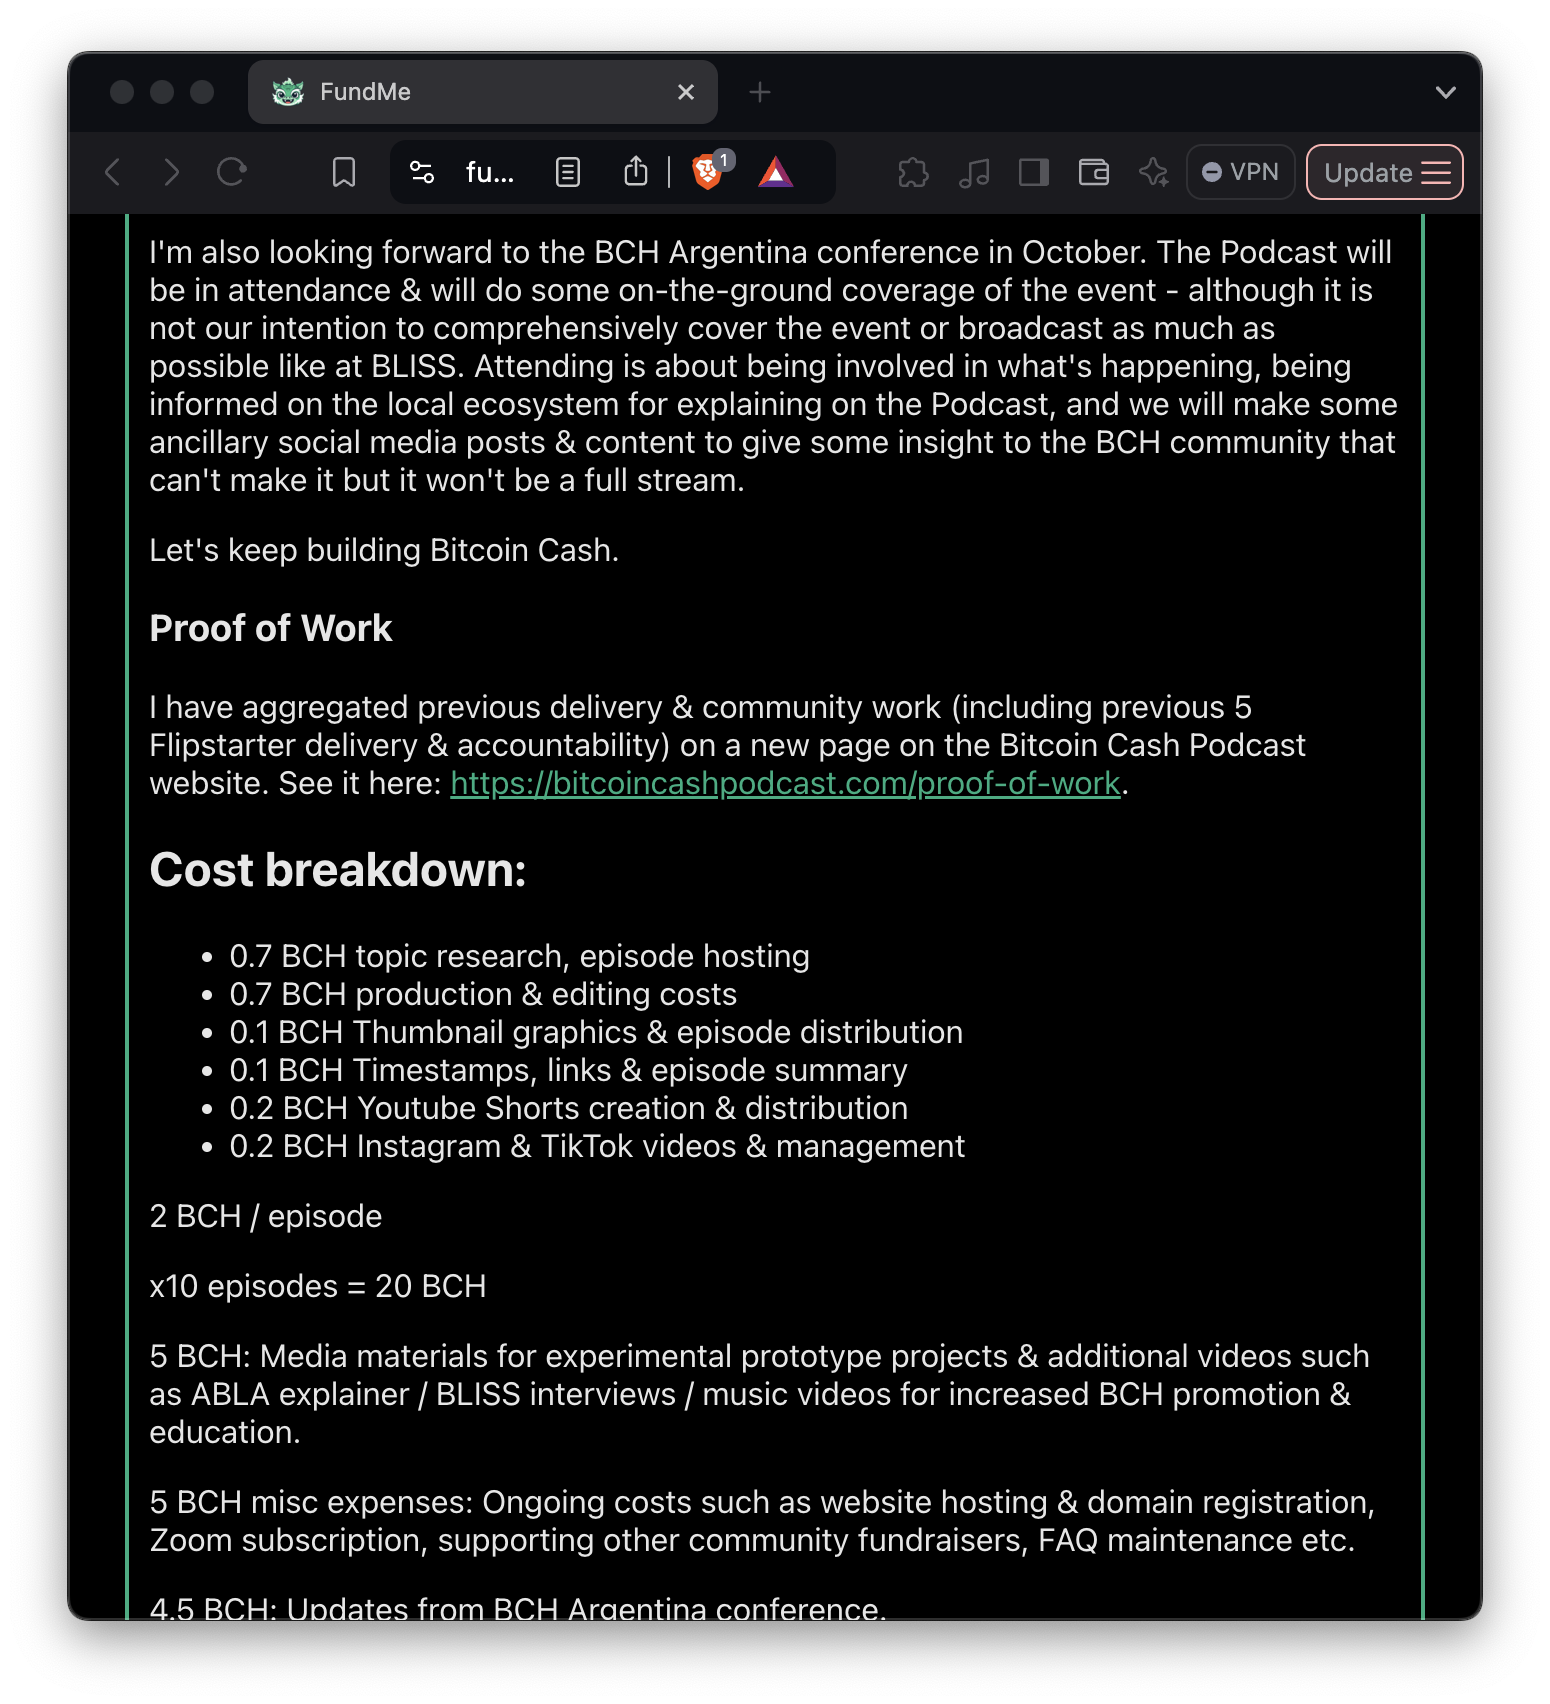 FundMe
fu...
1
VPN
Update
I'm also looking forward to the BCH Argentina conference in October. The Podcast will
be in attendance & will do some on-the-ground coverage of the event - although it is
not our intention to comprehensively cover the event or broadcast as much as
possible like at BLISS. Attending is about being involved in what's happening, being
informed on the local ecosystem for explaining on the Podcast, and we will make some
ancillary social media posts & content to give some insight to the BCH community that
can't make it but it won't be a full stream.
Let's keep building Bitcoin Cash.
Proof of Work
I have aggregated previous delivery & community work (including previous 5
Flipstarter delivery & accountability) on a new page on the Bitcoin Cash Podcast
website. See it here: https://bitcoincashpodcast.com/proof-of-work.
Cost breakdown:
• 0.7 BCH topic research, episode hosting
• 0.7 BCH production & editing costs
• 0.1 BCH Thumbnail graphics & episode distribution
• 0.1 BCH Timestamps, links & episode summary
• 0.2 BCH Youtube Shorts creation & distribution
• 0.2 BCH Instagram & TikTok videos & management
2 BCH / episode
x10 episodes = 20 BCH
5 BCH: Media materials for experimental prototype projects & additional videos such
as ABLA explainer / BLISS interviews / music videos for increased BCH promotion &
education.
5 BCH misc expenses: Ongoing costs such as website hosting & domain registration,
Zoom subscription, supporting other community fundraisers, FAQ maintenance etc.
4.5 BCH: Updates from BCH Argentina conference.